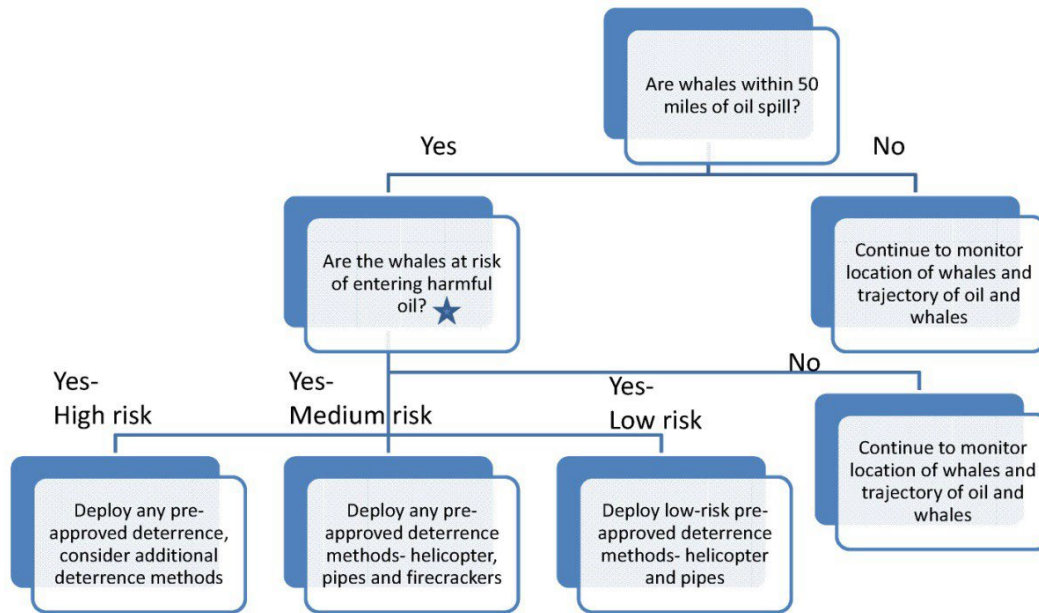 Are whales within 50
miles of oil spill?
Yes
No
Are the whales at risk
of entering harmful
oil?
Continue to monitor
location of whales and
trajectory of oil and
whales
No
Yes-
High risk
Yes-
Medium risk
Yes-
Low risk
Deploy any pre-
approved deterrence,
consider additional
deterrence methods
Deploy any pre-
approved deterrence
methods- helicopter,
pipes and firecrackers
Deploy low-risk pre-
approved deterrence
methods- helicopter
and pipes
Continue to monitor
location of whales and
trajectory of oil and
whales